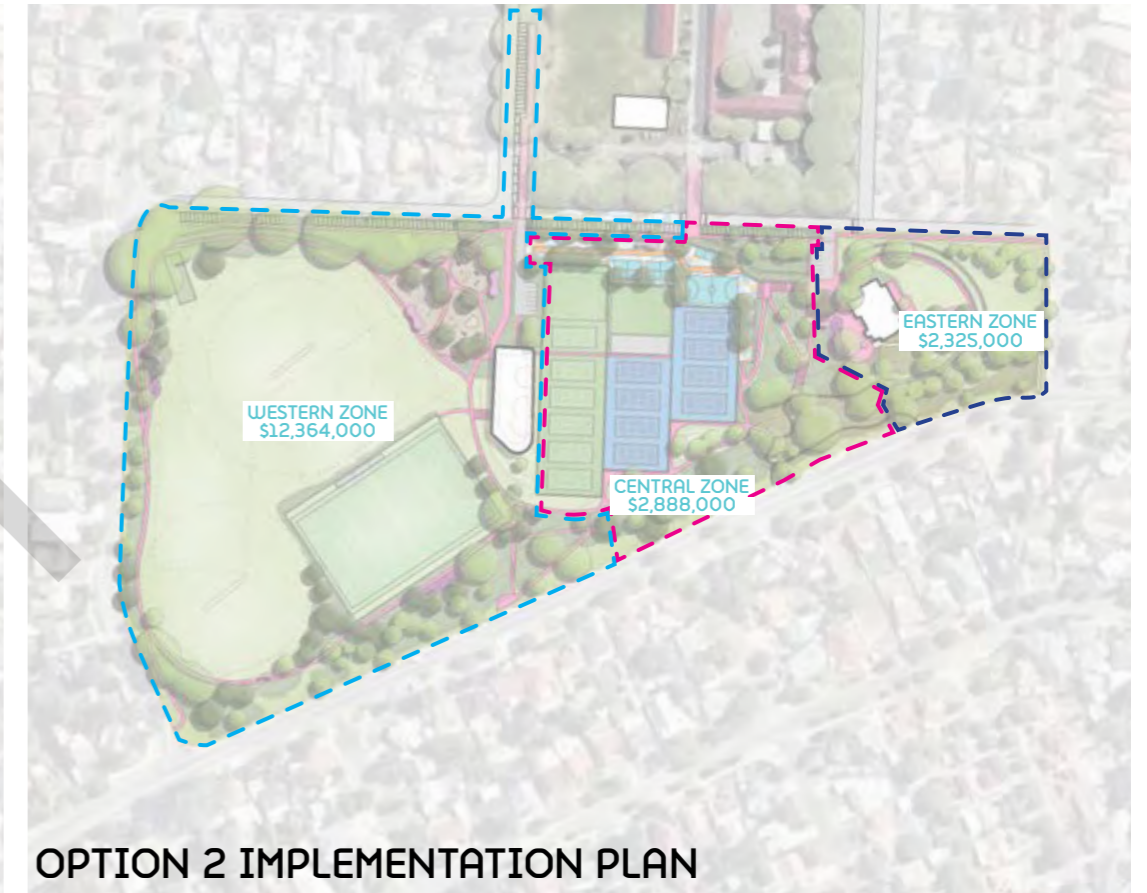 EASTERN ZONE
$2,325,000
WESTERN ZONE
$12,364,000
CENTRAL ZONE
$2,888,000
OPTION 2 IMPLEMENTATION PLAN